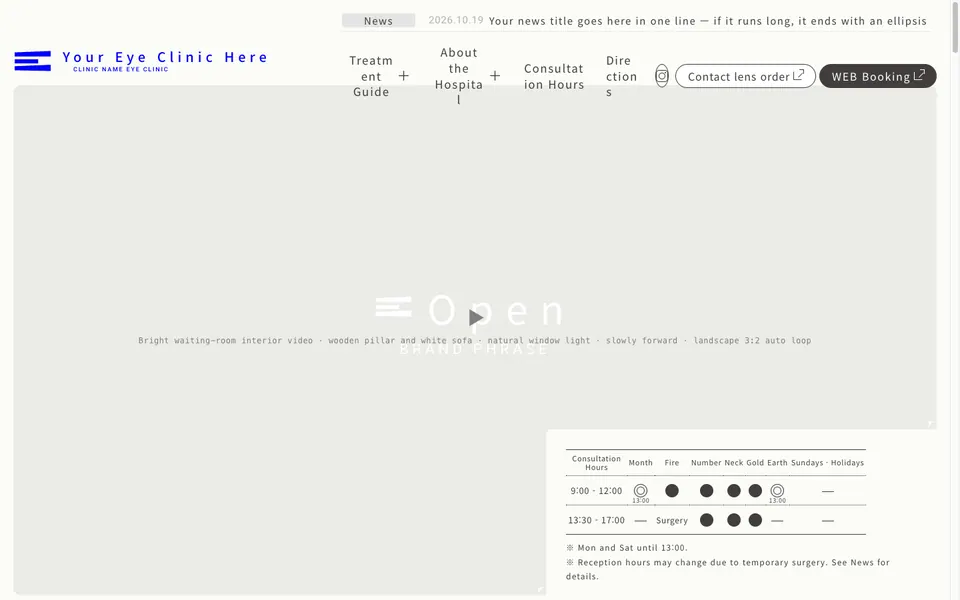 News 2026.10.19 Your news title goes here in one line — if it runs long, it ends with an ellipsis
Your Eye Clinic Here
CLINIC NAME EYE CLINIC
Treatm
ent
Guide
+
About
the
Hospita
l
+
Consultat
ion Hours
Dire
ction
s
Contact lens order
WEB Booking
Open
Bright waiting-room interior video · wooden pillar and white sofa · natural window light · slowly forward · landscape 3:2 auto loop
BRAND PHRASE
Consultation
Hours
Month Fire Number Neck Gold Earth Sundays · Holidays
9:00 - 12:00 ◎ ● ● ● ● ◎ —
13:00 13:00
13:30 - 17:00 — Surgery ● ● ● — —
※ Mon and Sat until 13:00.
※ Reception hours may change due to temporary surgery. See News for
details.